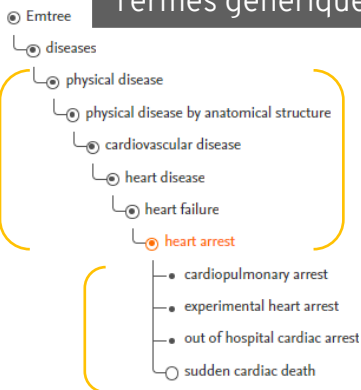 Termes générique
Emtree
diseases
physical disease
physical disease by anatomical structure
cardiovascular disease
heart disease
heart failure
heart arrest
cardiopulmonary arrest
experimental heart arrest
out of hospital cardiac arrest
sudden cardiac death